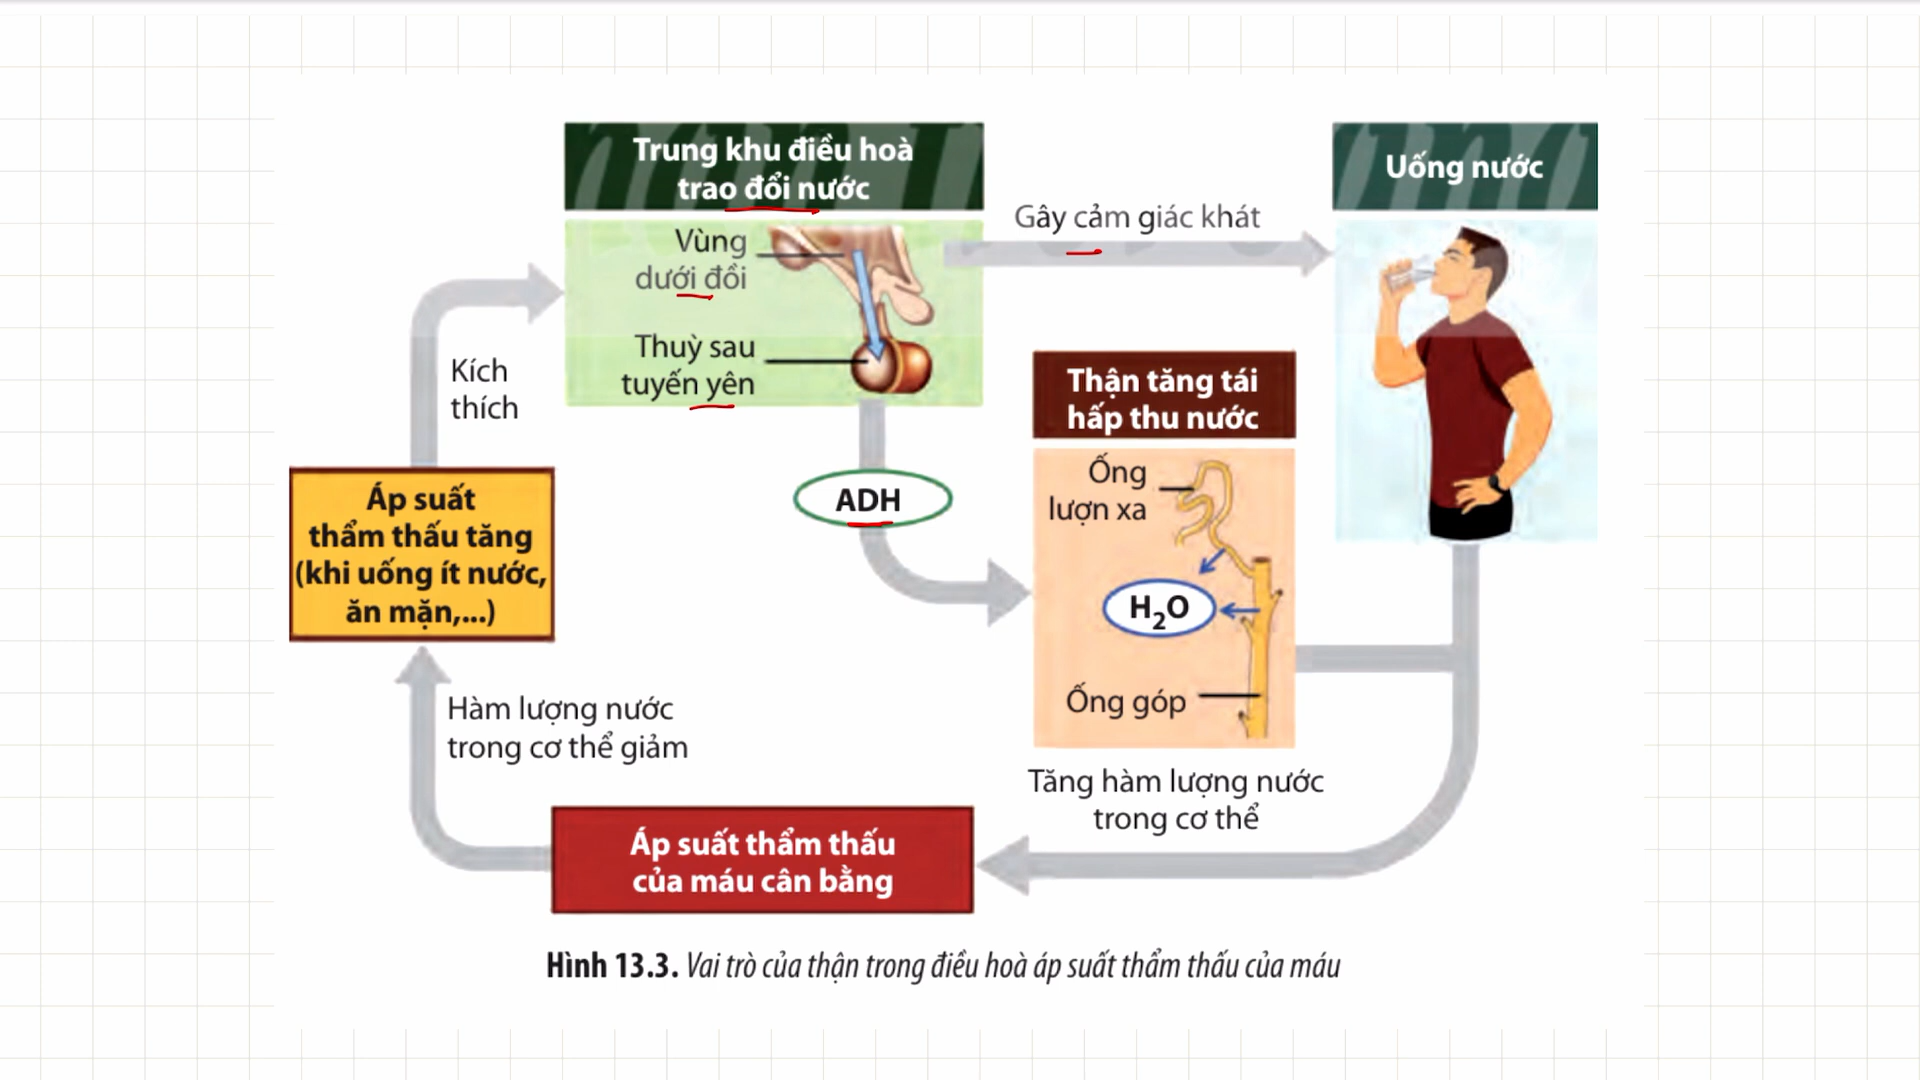 Trung khu điều hoà
trao đổi nước
Uống nước
Gây cảm giác khát
Vùng
dưới đồi
Thuỳ sau
tuyến yên
Kích
thích
Thận tăng tái
hấp thu nước
Ống
lượn xa
ADH
Áp suất
thẩm thấu tăng
(khi uống ít nước,
ăn mặn,...)
H₂O
Ống góp
Hàm lượng nước
trong cơ thể giảm
Tăng hàm lượng nước
trong cơ thể
Áp suất thẩm thấu
của máu cân bằng
Hình 13.3. Vai trò của thận trong điều hoà áp suất thẩm thấu của máu